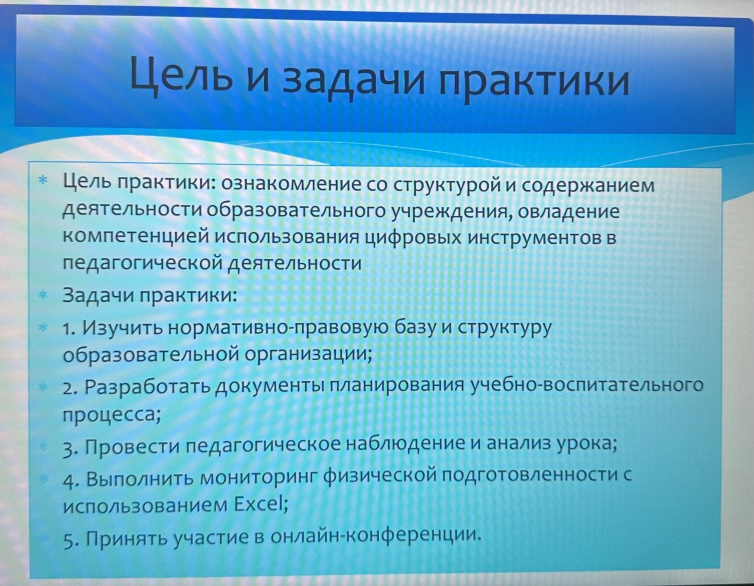 Цель и задачи практики
* Цель практики: ознакомление со структурой и содержанием
деятельности образовательного учреждения, овладение
компетенцией использования цифровых инструментов в
педагогической деятельности
* Задачи практики:
* 1. Изучить нормативно-правовую базу и структуру
образовательной организации;
* 2. Разработать документы планирования учебно-воспитательного
процесса;
* 3. Провести педагогическое наблюдение и анализ урока;
* 4. Выполнить мониторинг физической подготовленности с
использованием Excel;
* 5. Принять участие в онлайн-конференции.